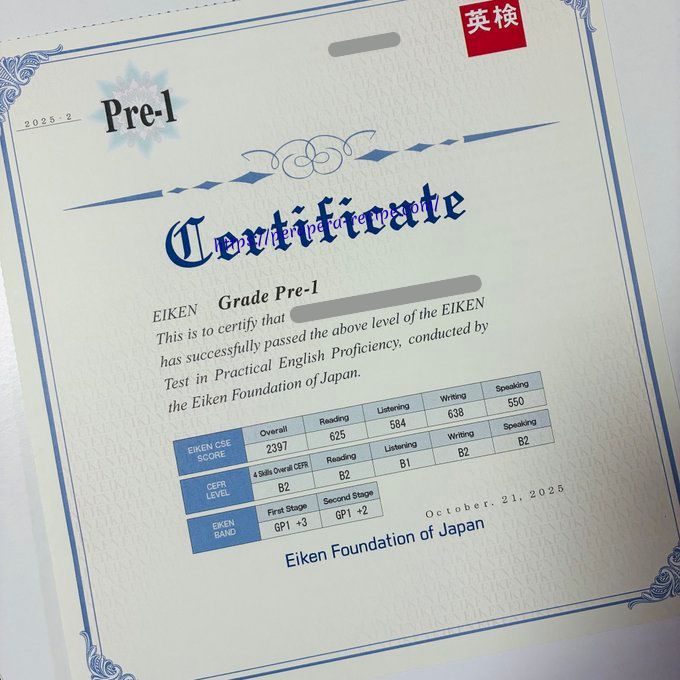 英検
2025-2
Pre-1
Certificate
https://perapera-recipe.com/
EIKEN Grade Pre-1
This is to certify that
has successfully passed the above level of the EIKEN
Test in Practical English Proficiency, conducted by
the Eiken Foundation of Japan.
EIKEN CSE SCORE
Overall Reading Listening Writing Speaking
2397 625 584 638 550
CEFR LEVEL
4 Skills Overall CEFR Reading Listening Writing Speaking
B2 B2 B1 B2 B2
EIKEN BAND
First Stage Second Stage
GP1 +3 GP1 +2
October. 21, 2025
Eiken Foundation of Japan